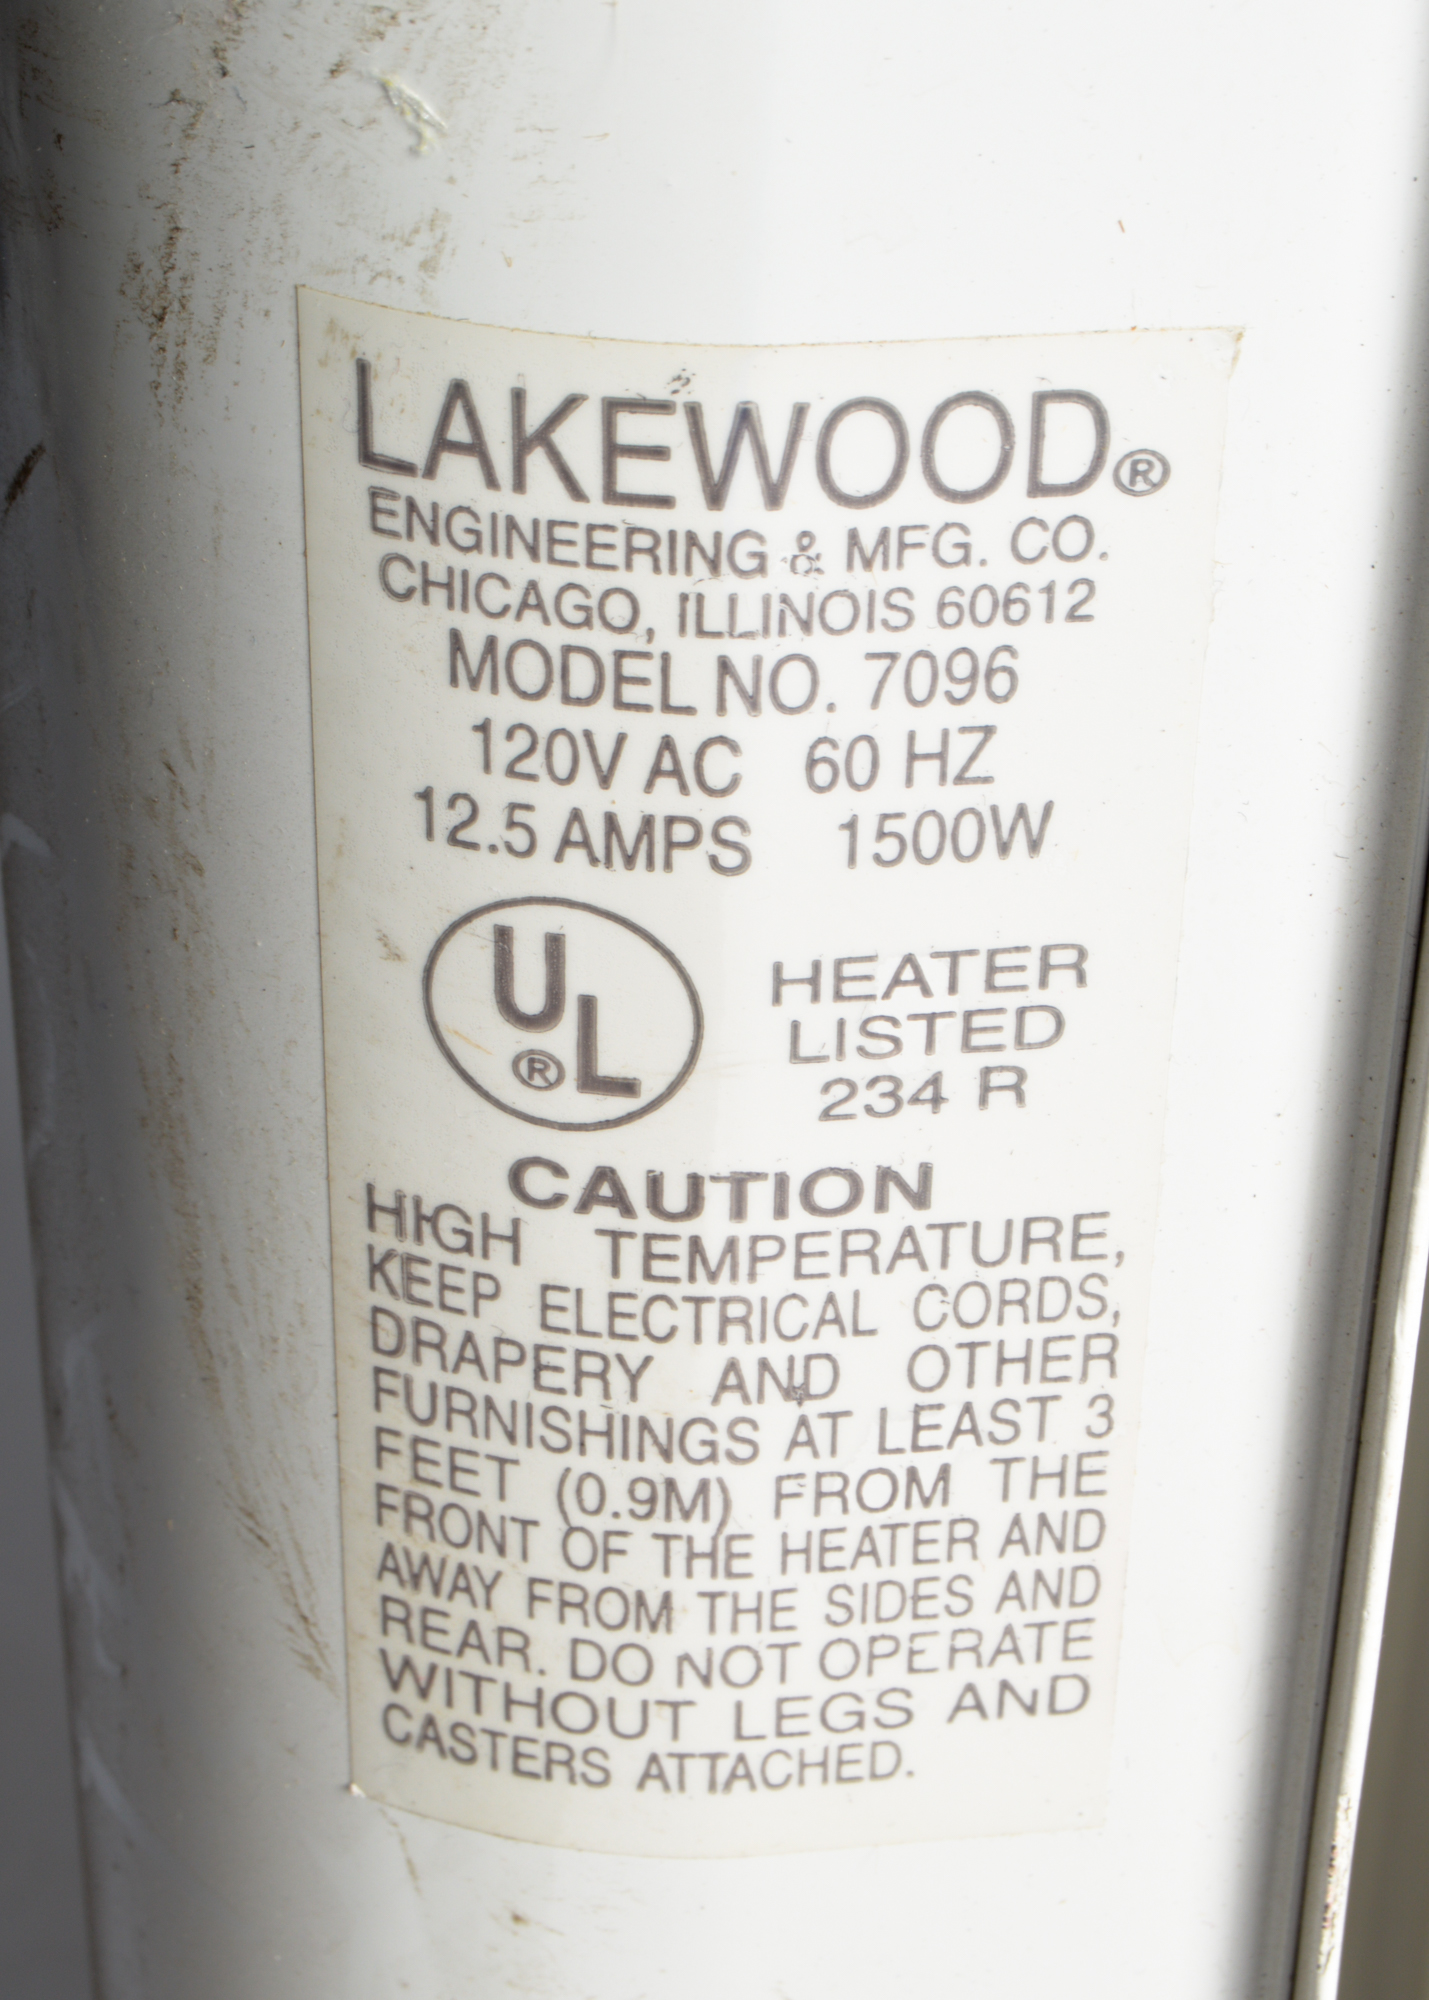 LAKEWOOD®
ENGINEERING & MFG. CO.
CHICAGO, ILLINOIS 60612
MODEL NO. 7096
120V AC 60 HZ
12.5 AMPS 1500W
UL®
HEATER
LISTED
234 R
CAUTION
HIGH TEMPERATURE,
KEEP ELECTRICAL CORDS,
DRAPERY AND OTHER
FURNISHINGS AT LEAST 3
FEET (0.9M) FROM THE
FRONT OF THE HEATER AND
AWAY FROM THE SIDES AND
REAR. DO NOT OPERATE
WITHOUT LEGS AND
CASTERS ATTACHED.